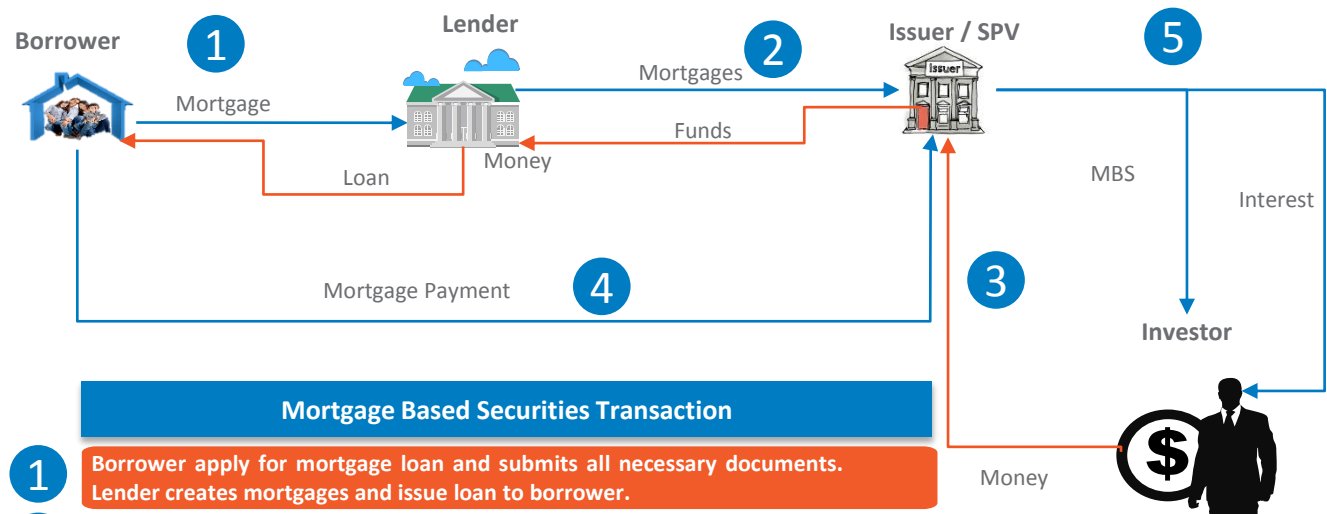 Borrower
1
Lender
2
Issuer / SPV
5
Issuer
Mortgage
Mortgages
Funds
Money
Loan
MBS
Interest
Mortgage Payment
4
3
Investor
Mortgage Based Securities Transaction
$
1
Borrower apply for mortgage loan and submits all necessary documents.
Lender creates mortgages and issue loan to borrower.
Money